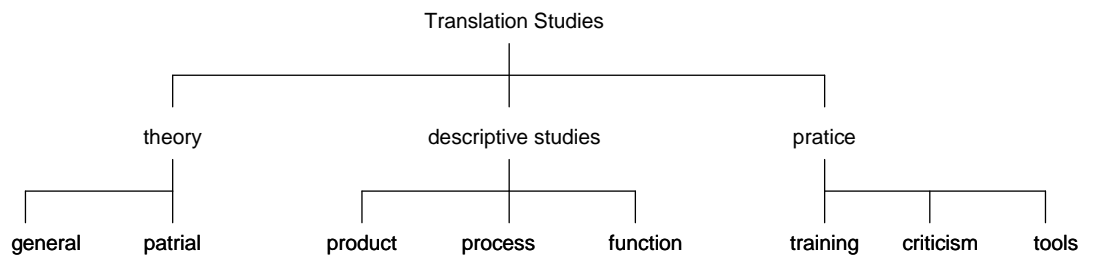 Translation Studies
theory descriptive studies pratice
general patrial product process function training criticism tools